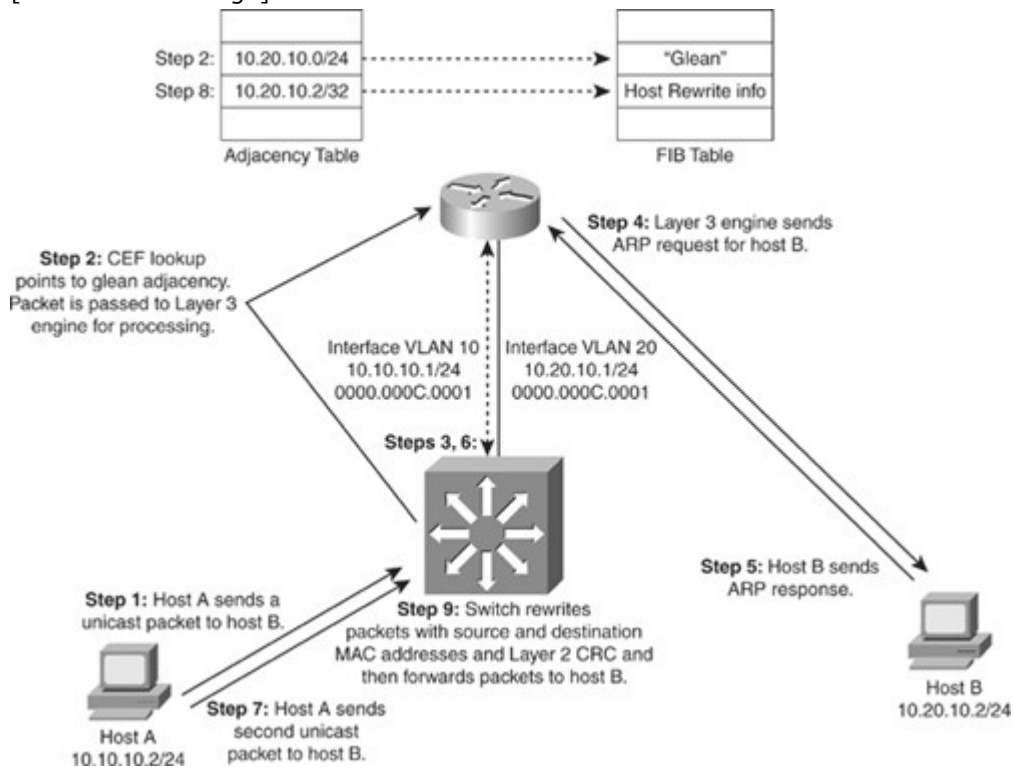 Step 2:
10.20.10.0/24
"Glean"
Step 8:
10.20.10.2/32
Host Rewrite info
Adjacency Table
FIB Table
Step 4: Layer 3 engine sends
ARP request for host B.
Step 2: CEF lookup
points to glean adjacency.
Packet is passed to Layer 3
engine for processing.
Interface VLAN 10
10.10.10.1/24
0000.000C.0001
Interface VLAN 20
10.20.10.1/24
0000.000C.0001
Steps 3, 6:
Step 5: Host B sends
ARP response.
Step 1: Host A sends a
unicast packet to host B.
Step 9: Switch rewrites
packets with source and destination
MAC addresses and Layer 2 CRC and
then forwards packets to host B.
Step 7: Host A sends
second unicast
packet to host B.
Host A
10.10.10.2/24
Host B
10.20.10.2/24